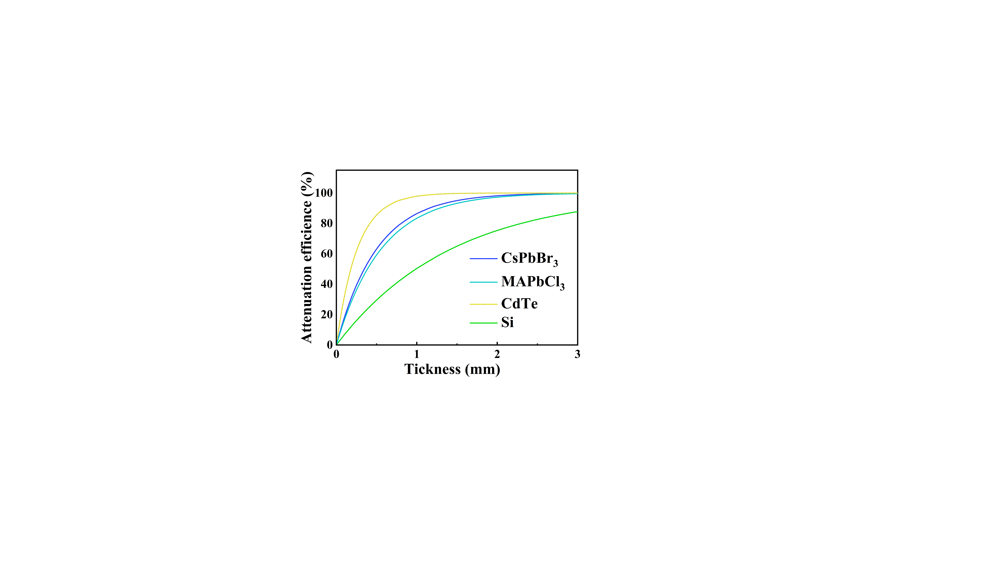 Attenuation efficience (%)
100
80
60
40
20
0
CsPbBr₃
MAPbCl₃
CdTe
Si
0 1 2 3
Tickness (mm)